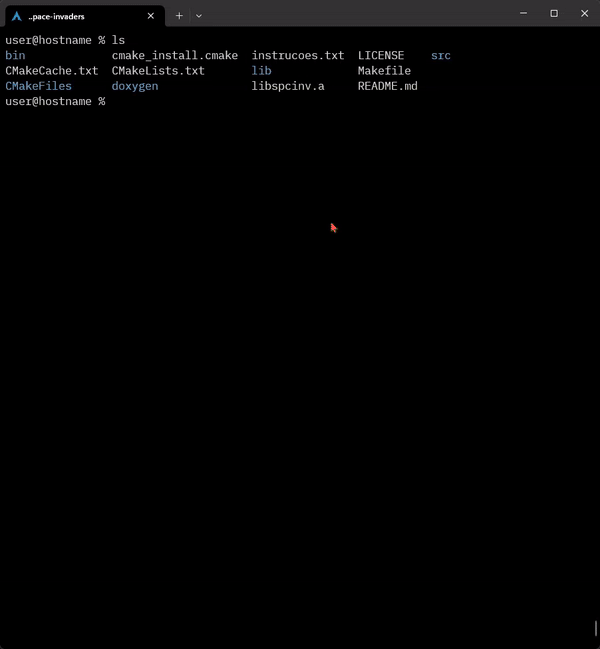 ..pace-invaders
user@hostname % ls
bin cmake_install.cmake instrucoes.txt LICENSE src
CMakeCache.txt CMakeLists.txt lib Makefile
CMakeFiles doxygen libspcinv.a README.md
user@hostname %